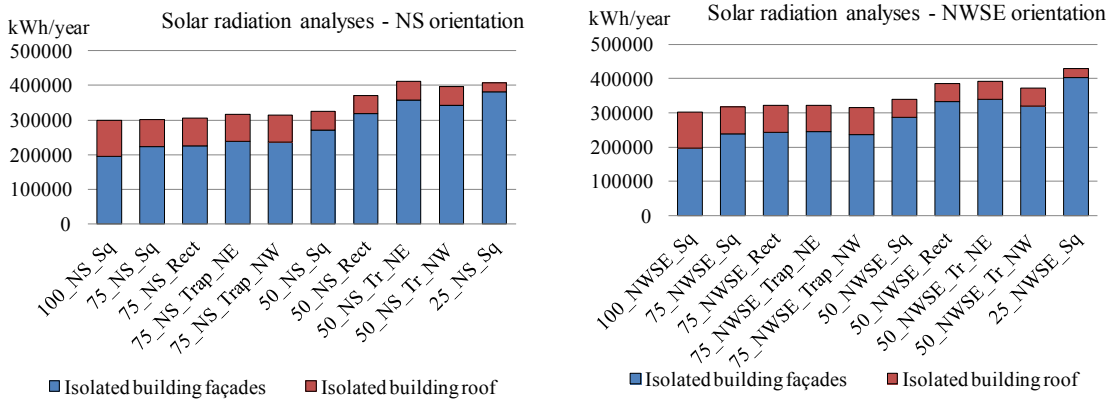 Solar radiation analyses - NS orientation
kWh/year
500000
400000
300000
200000
100000
0
100_NS_Sq
75_NS_Sq
75_NS_Rect
75_NS_Trap_NE
75_NS_Trap_NW
50_NS_Sq
50_NS_Rect
50_NS_Tr_NE
50_NS_Tr_NW
25_NS_Sq
Isolated building façades
Isolated building roof
Solar radiation analyses - NWSE orientation
kWh/year
500000
400000
300000
200000
100000
0
100_NWSE_Sq
75_NWSE_Sq
75_NWSE_Rect
75_NWSE_Trap_NE
75_NWSE_Trap_NW
50_NWSE_Sq
50_NWSE_Rect
50_NWSE_Tr_NE
50_NWSE_Tr_NW
25_NWSE_Sq
Isolated building façades
Isolated building roof